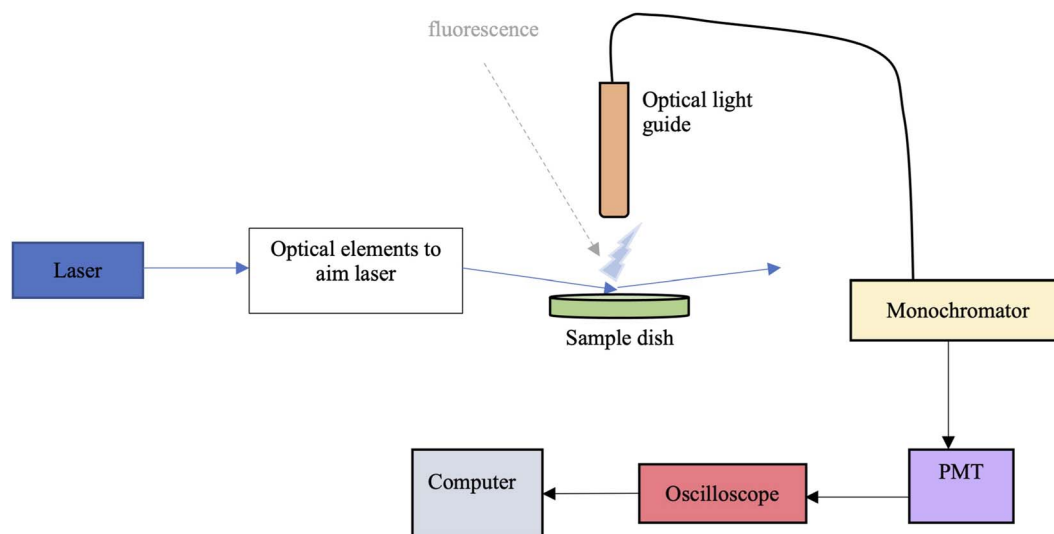 fluorescence
Optical light
guide
Laser
Optical elements to
aim laser
Sample dish
Monochromator
Computer
Oscilloscope
PMT